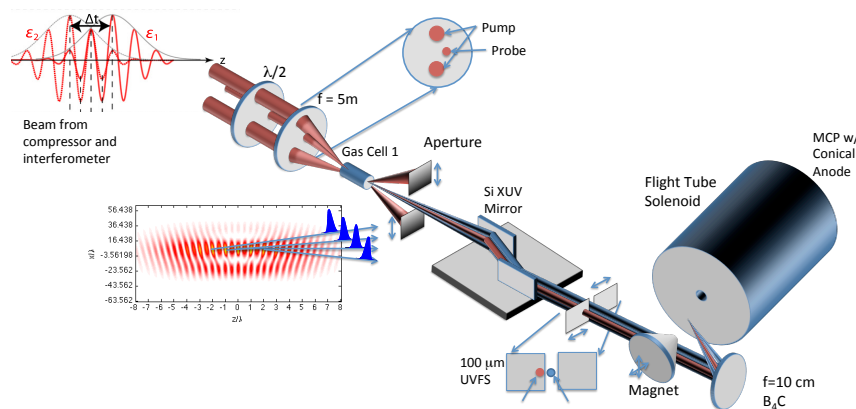 Δt
ε2
ε1
z
Beam from
compressor and
interferometer
λ/2
f = 5m
Pump
Probe
Gas Cell 1
Aperture
Si XUV
Mirror
Flight Tube
Solenoid
MCP w/
Conical
Anode
56.438
36.438
16.438
-3.56198
-23.562
-43.562
-63.562
x/λ
-8 -7 -6 -5 -4 -3 -2 -1 0 1 2 3 4 5 6 7 8
z/λ
100 μm
UVFS
Magnet
f=10 cm
B4C